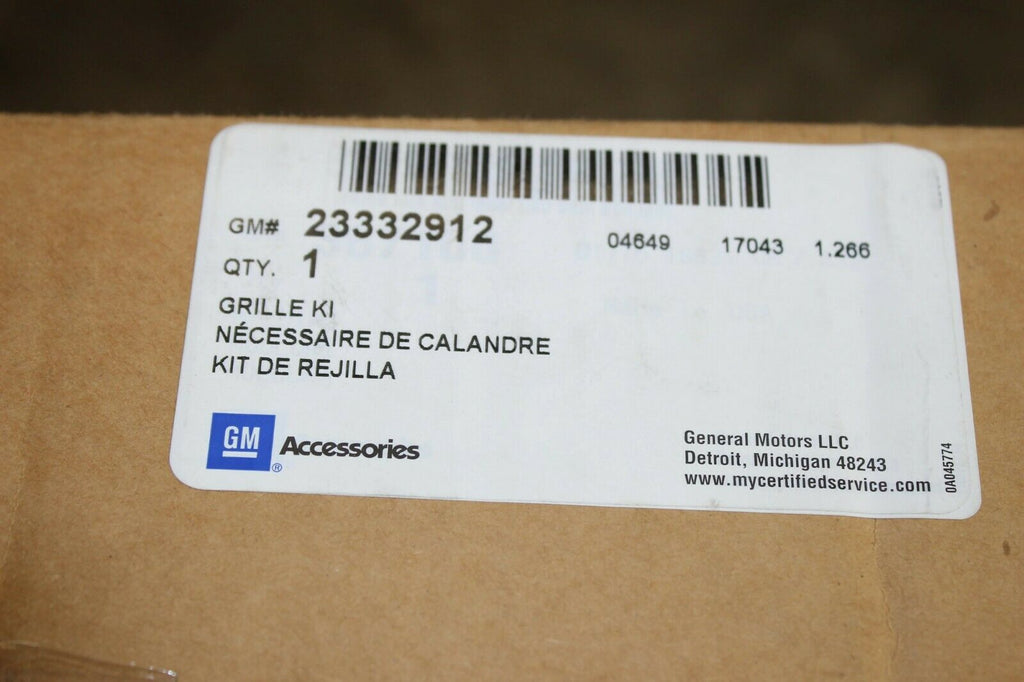 GM# 23332912 04649 17043 1.266
QTY. 1
GRILLE KI
NÉCESSAIRE DE CALANDRE
KIT DE REJILLA
GM ® Accessories
General Motors LLC
Detroit, Michigan 48243
www.mycertifiedservice.com
0A045774